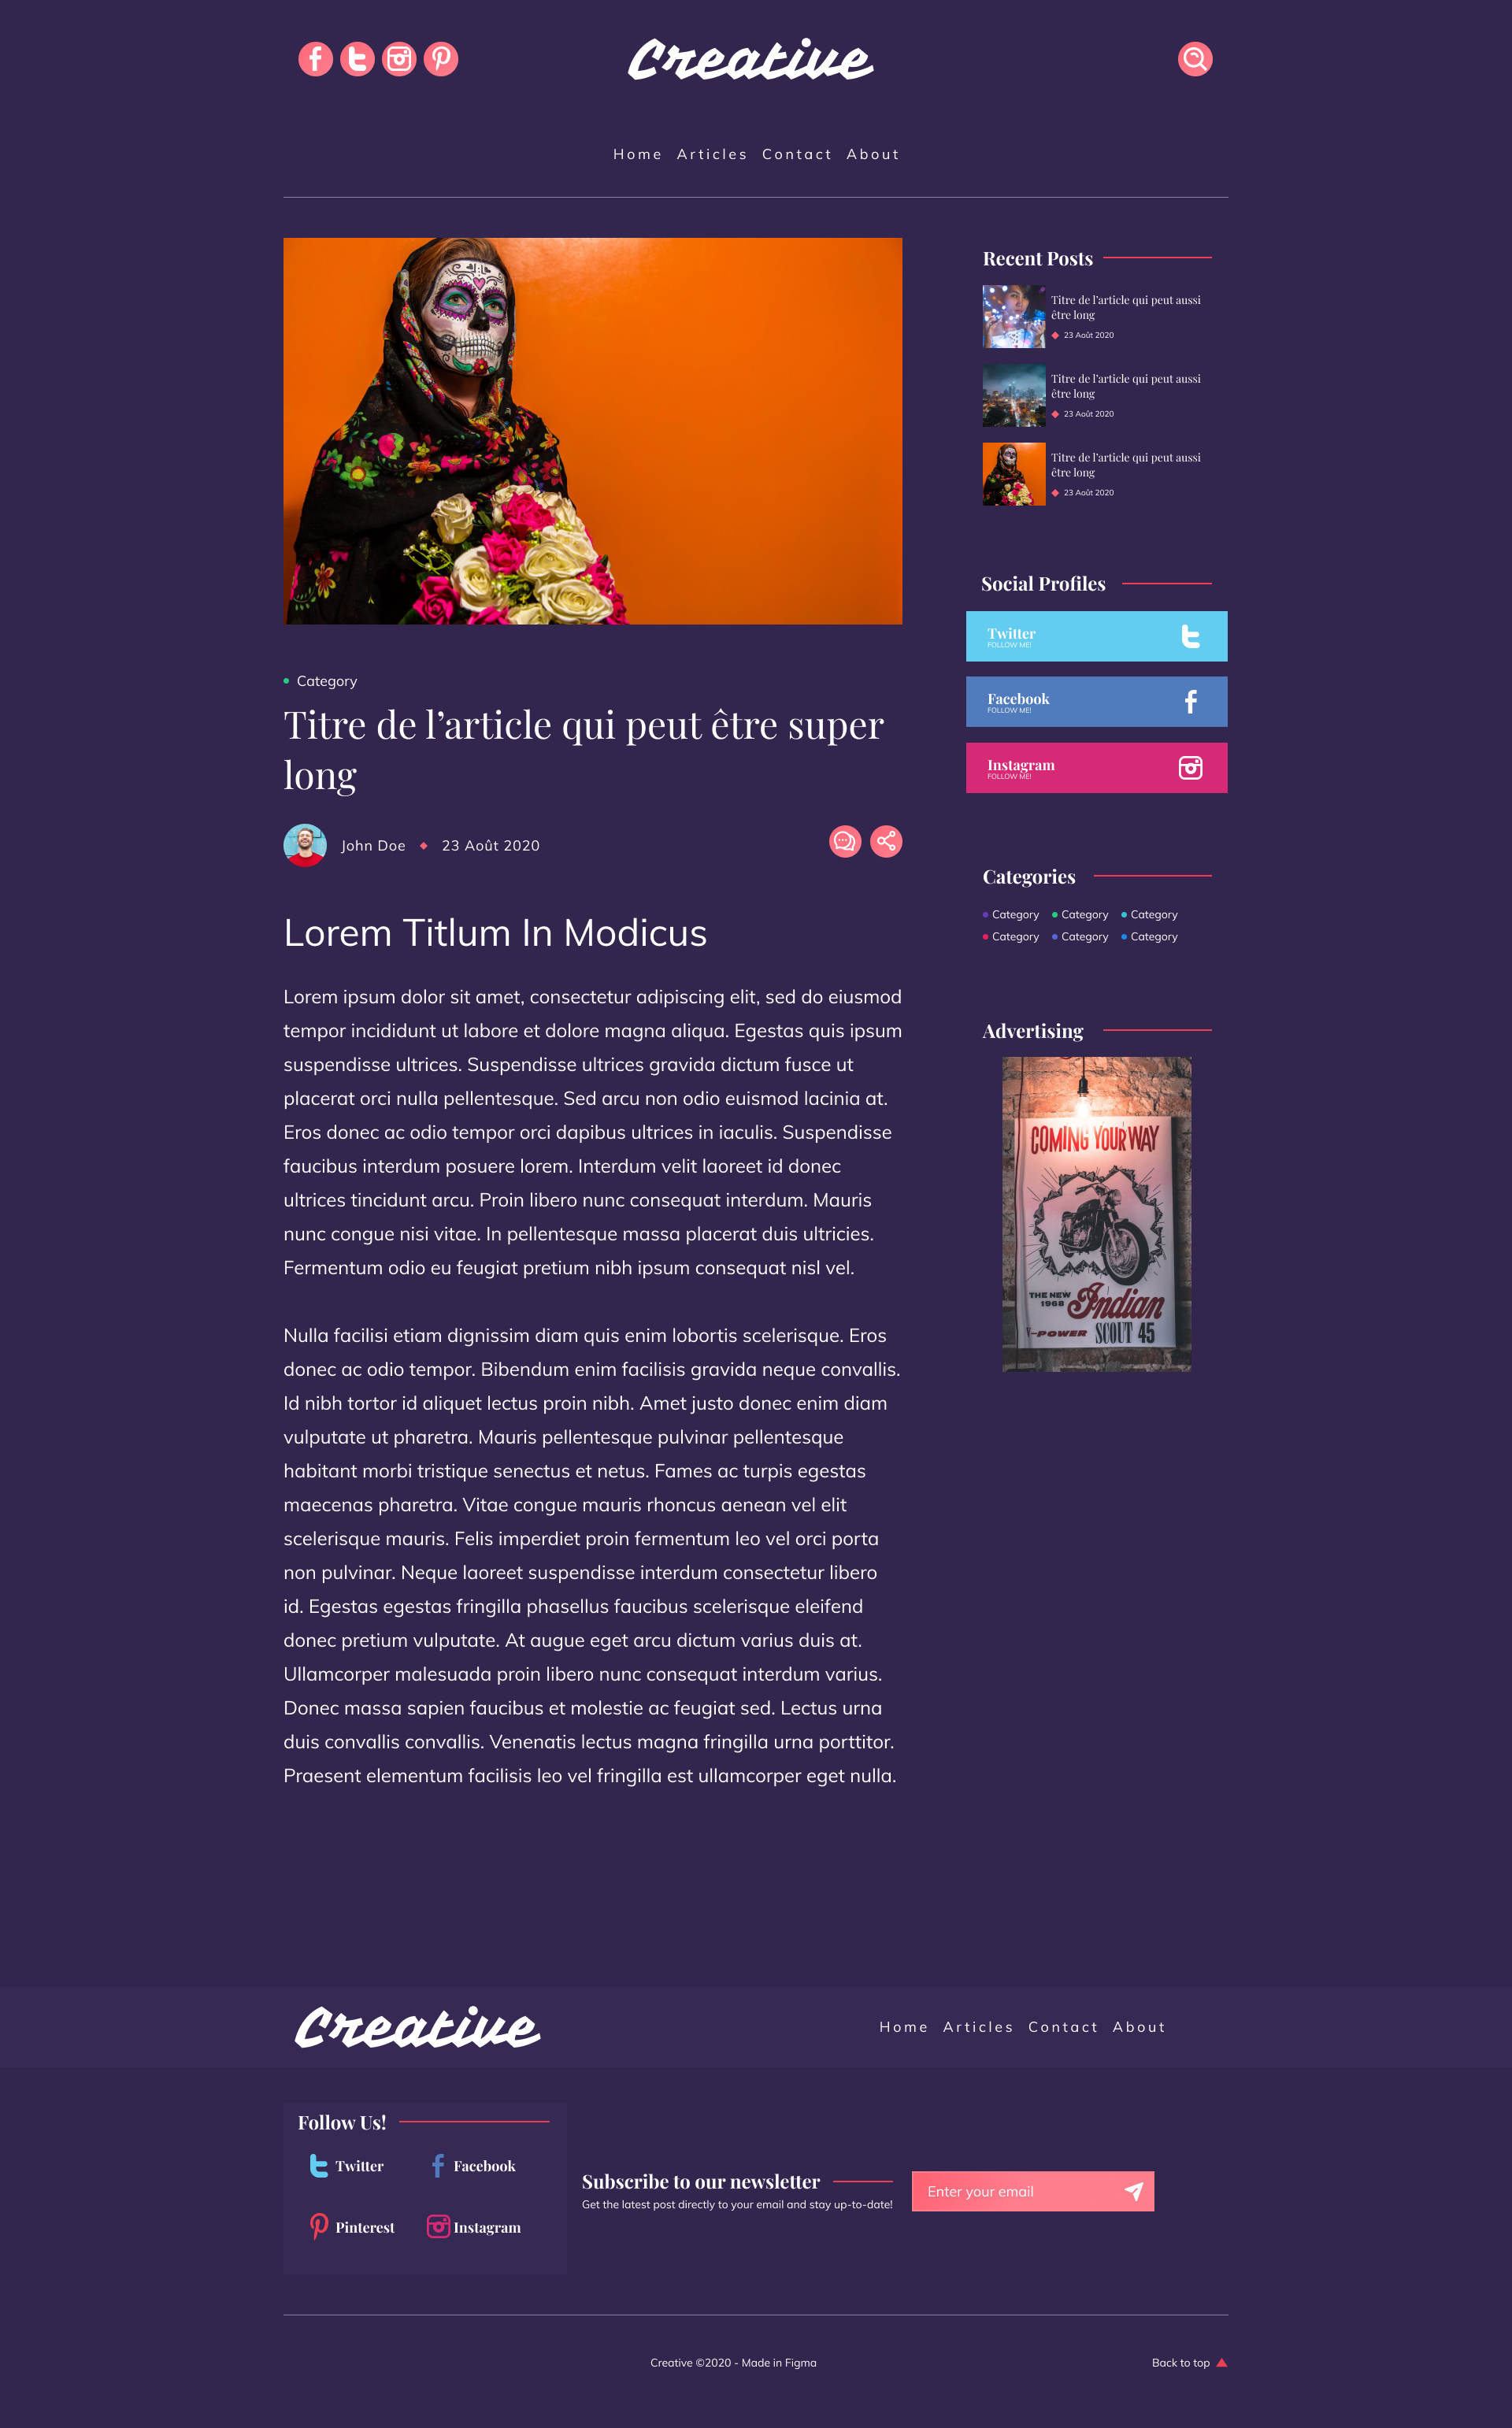 Creative
Home Articles Contact About
Category
Titre de l’article qui peut être super
long
John Doe 23 Août 2020
Lorem Titlum In Modicus
Lorem ipsum dolor sit amet, consectetur adipiscing elit, sed do eiusmod
tempor incididunt ut labore et dolore magna aliqua. Egestas quis ipsum
suspendisse ultrices. Suspendisse ultrices gravida dictum fusce ut
placerat orci nulla pellentesque. Sed arcu non odio euismod lacinia at.
Eros donec ac odio tempor orci dapibus ultrices in iaculis. Suspendisse
faucibus interdum posuere lorem. Interdum velit laoreet id donec
ultrices tincidunt arcu. Proin libero nunc consequat interdum. Mauris
nunc congue nisi vitae. In pellentesque massa placerat duis ultricies.
Fermentum odio eu feugiat pretium nibh ipsum consequat nisl vel.
Nulla facilisi etiam dignissim diam quis enim lobortis scelerisque. Eros
donec ac odio tempor. Bibendum enim facilisis gravida neque convallis.
Id nibh tortor id aliquet lectus proin nibh. Amet justo donec enim diam
vulputate ut pharetra. Mauris pellentesque pulvinar pellentesque
habitant morbi tristique senectus et netus. Fames ac turpis egestas
maecenas pharetra. Vitae congue mauris rhoncus aenean vel elit
scelerisque mauris. Felis imperdiet proin fermentum leo vel orci porta
non pulvinar. Neque laoreet suspendisse interdum consectetur libero
id. Egestas egestas fringilla phasellus faucibus scelerisque eleifend
donec pretium vulputate. At augue eget arcu dictum varius duis at.
Ullamcorper malesuada proin libero nunc consequat interdum varius.
Donec massa sapien faucibus et molestie ac feugiat sed. Lectus urna
duis convallis convallis. Venenatis lectus magna fringilla urna porttitor.
Praesent elementum facilisis leo vel fringilla est ullamcorper eget nulla.
Recent Posts
Titre de l’article qui peut aussi
être long
23 Août 2020
Titre de l’article qui peut aussi
être long
23 Août 2020
Titre de l’article qui peut aussi
être long
23 Août 2020
Social Profiles
Twitter
FOLLOW ME!
Facebook
FOLLOW ME!
Instagram
FOLLOW ME!
Categories
Category Category Category
Category Category Category
Advertising
COMING YOUR WAY
THE NEW
1968 Indian
V-POWER SCOUT 45
Creative
Home Articles Contact About
Follow Us!
Twitter Facebook
Pinterest Instagram
Subscribe to our newsletter
Get the latest post directly to your email and stay up-to-date!
Enter your email
Creative ©2020 - Made in Figma
Back to top